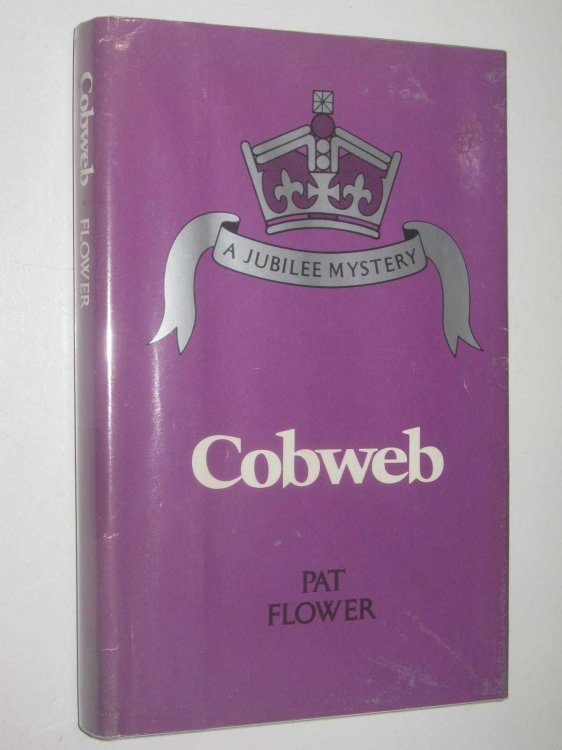 Cobweb · FLOWER
A JUBILEE MYSTERY
Cobweb
PAT
FLOWER